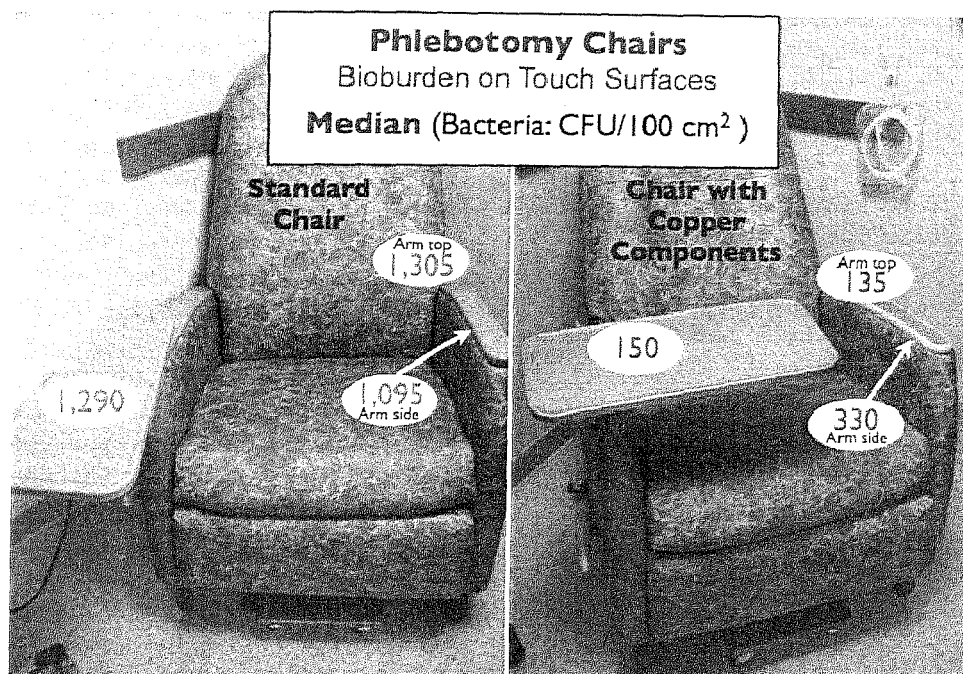 Phlebotomy Chairs
Bioburden on Touch Surfaces
Median (Bacteria: CFU/100 cm² )
Standard
Chair
Arm top
1,305
1,290
1,095
Arm side
Chair with
Copper
Components
Arm top
135
150
330
Arm side